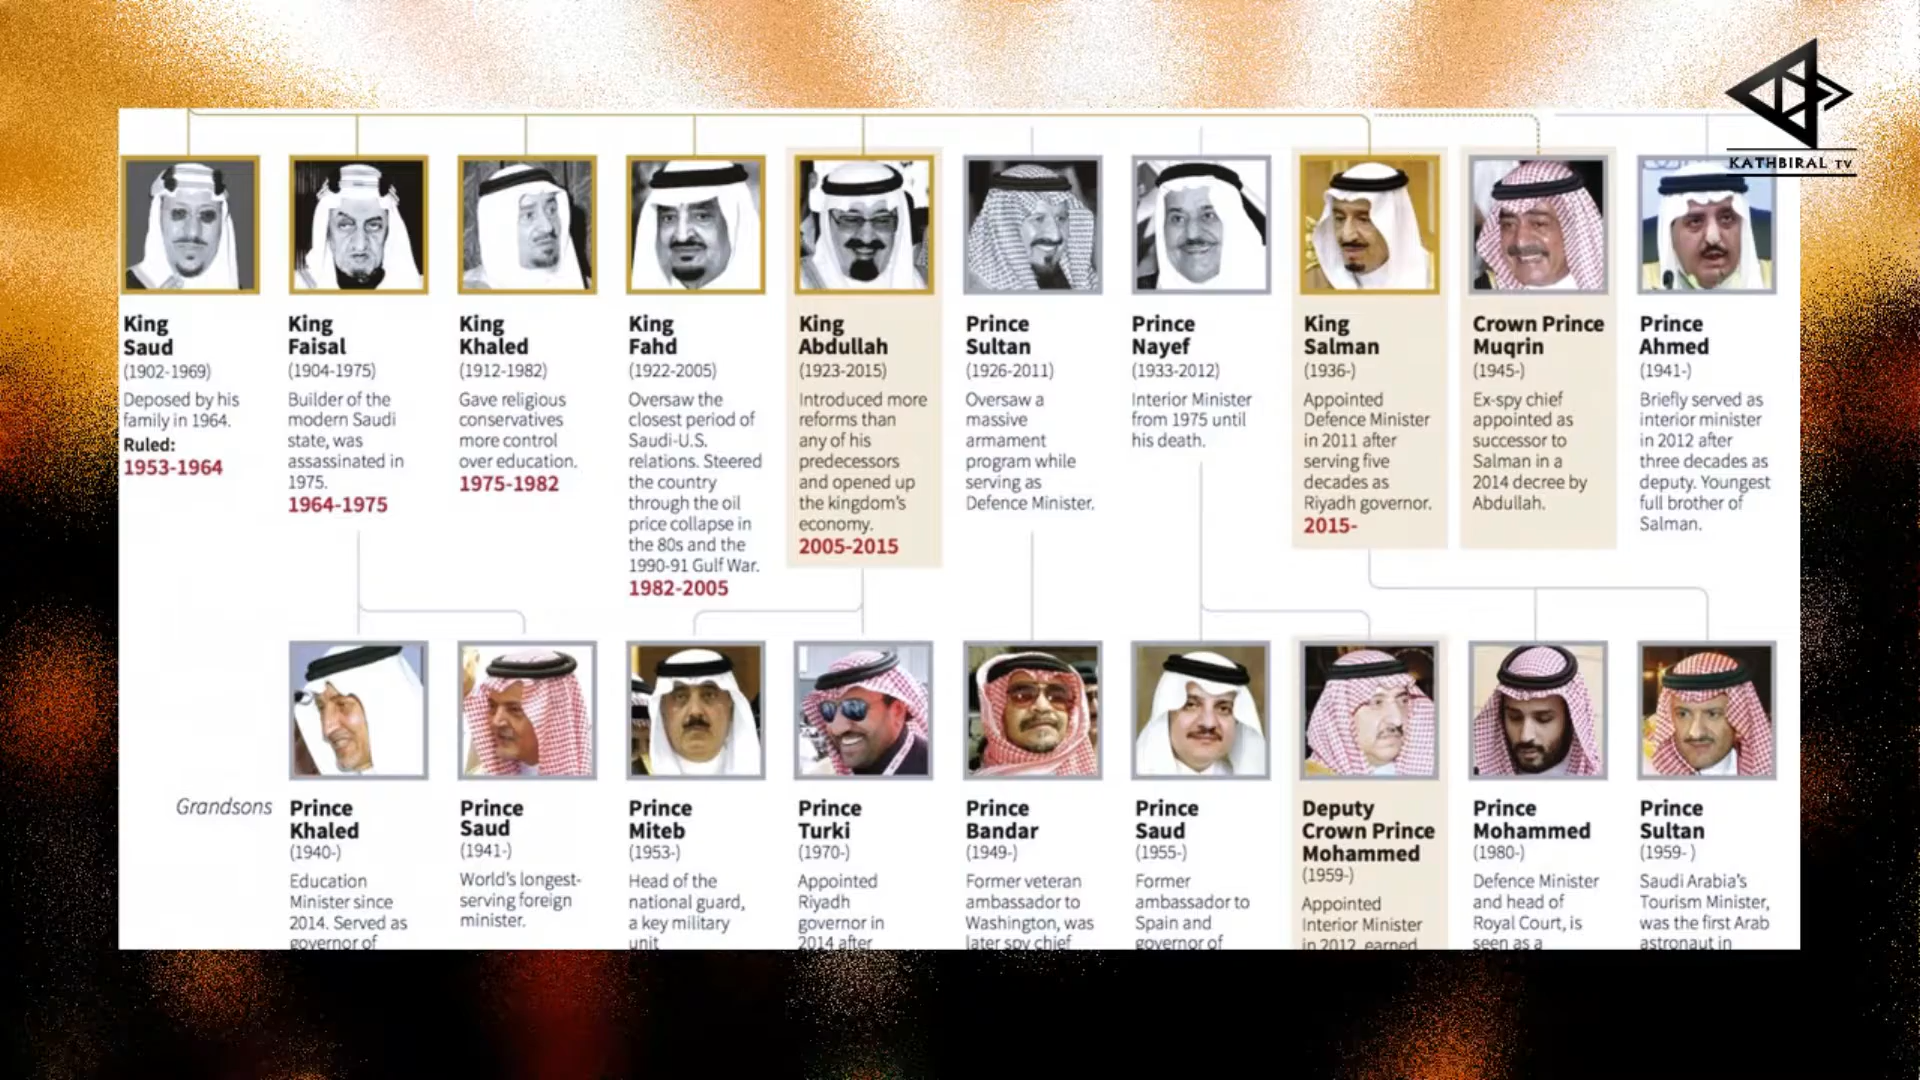 KATHBIRAL TV
King
Saud
(1902-1969)
Deposed by his
family in 1964.
Ruled:
1953-1964
King
Faisal
(1904-1975)
Builder of the
modern Saudi
state, was
assassinated in
1975.
1964-1975
King
Khaled
(1912-1982)
Gave religious
conservatives
more control
over education.
1975-1982
King
Fahd
(1922-2005)
Oversaw the
closest period of
Saudi-U.S.
relations. Steered
the country
through the oil
price collapse in
the 80s and the
1990-91 Gulf War.
1982-2005
King
Abdullah
(1923-2015)
Introduced more
reforms than
any of his
predecessors
and opened up
the kingdom's
economy.
2005-2015
Prince
Sultan
(1926-2011)
Oversaw a
massive
armament
program while
serving as
Defence Minister.
Prince
Nayef
(1933-2012)
Interior Minister
from 1975 until
his death.
King
Salman
(1936-)
Appointed
Defence Minister
in 2011 after
serving five
decades as
Riyadh governor.
2015-
Crown Prince
Muqrin
(1945-)
Ex-spy chief
appointed as
successor to
Salman in a
2014 decree by
Abdullah.
Prince
Ahmed
(1941-)
Briefly served as
interior minister
in 2012 after
three decades as
deputy. Youngest
full brother of
Salman.
Grandsons
Prince
Khaled
(1940-)
Education
Minister since
2014. Served as
governor of
Prince
Saud
(1941-)
World's longest-
serving foreign
minister.
Prince
Miteb
(1953-)
Head of the
national guard,
a key military
unit
Prince
Turki
(1970-)
Appointed
Riyadh
governor in
2014 after
Prince
Bandar
(1949-)
Former veteran
ambassador to
Washington, was
later spy chief
Prince
Saud
(1955-)
Former
ambassador to
Spain and
governor of
Deputy
Crown Prince
Mohammed
(1959-)
Appointed
Interior Minister
in 2012, earned
Prince
Mohammed
(1980-)
Defence Minister
and head of
Royal Court, is
seen as a
Prince
Sultan
(1959- )
Saudi Arabia's
Tourism Minister,
was the first Arab
astronaut in